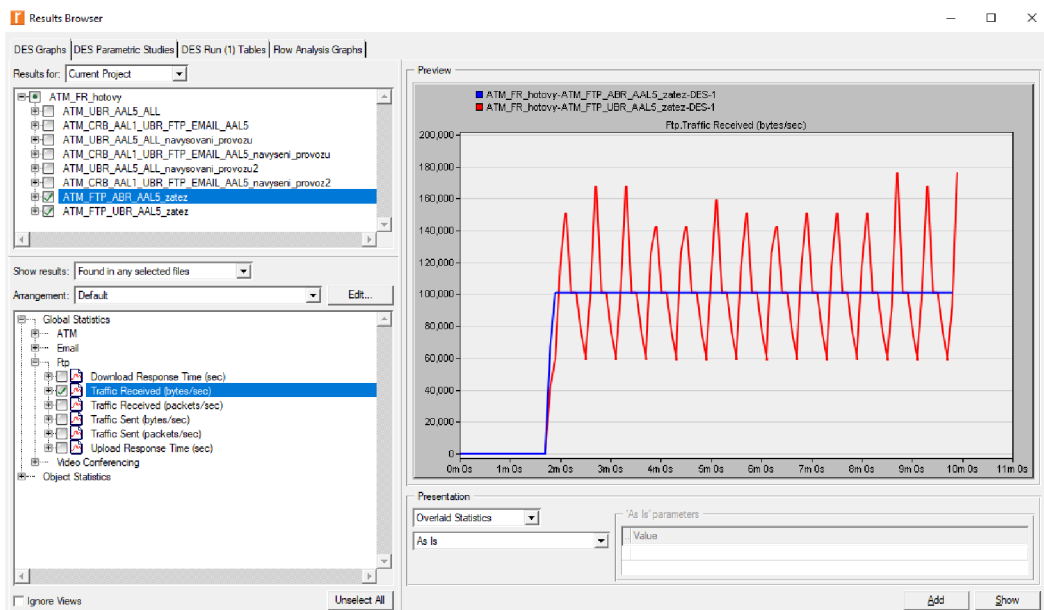 Results Browser
DES Graphs DES Parametric Studies DES Run (1) Tables Flow Analysis Graphs
Results for: Current Project
ATM_FR_hotovy
ATM_UBR_AAL5_ALL
ATM_CRB_AAL1_UBR_FTP_EMAIL_AAL5
ATM_UBR_AAL5_ALL_navysovani_provozu
ATM_CRB_AAL1_UBR_FTP_EMAIL_AAL5_navyseni_provozu
ATM_UBR_AAL5_ALL_navysovani_provozu2
ATM_CRB_AAL1_UBR_FTP_EMAIL_AAL5_navyseni_provoz2
ATM_FTP_ABR_AAL5_zatez
ATM_FTP_UBR_AAL5_zatez
Show results: Found in any selected files
Arrangement: Default Edit...
Global Statistics
ATM
Email
Ftp
Download Response Time (sec)
Traffic Received (bytes/sec)
Traffic Received (packets/sec)
Traffic Sent (bytes/sec)
Traffic Sent (packets/sec)
Upload Response Time (sec)
Video Conferencing
Object Statistics
Ignore Views Unselect All
Preview
ATM_FR_hotovy-ATM_FTP_ABR_AAL5_zatez-DES-1
ATM_FR_hotovy-ATM_FTP_UBR_AAL5_zatez-DES-1
Ftp.Traffic Received (bytes/sec)
200,000
180,000
160,000
140,000
120,000
100,000
80,000
60,000
40,000
20,000
0
0m 0s 1m 0s 2m 0s 3m 0s 4m 0s 5m 0s 6m 0s 7m 0s 8m 0s 9m 0s 10m 0s 11m 0s
Presentation
Overlaid Statistics
As Is
'As Is' parameters
Value
Add Show